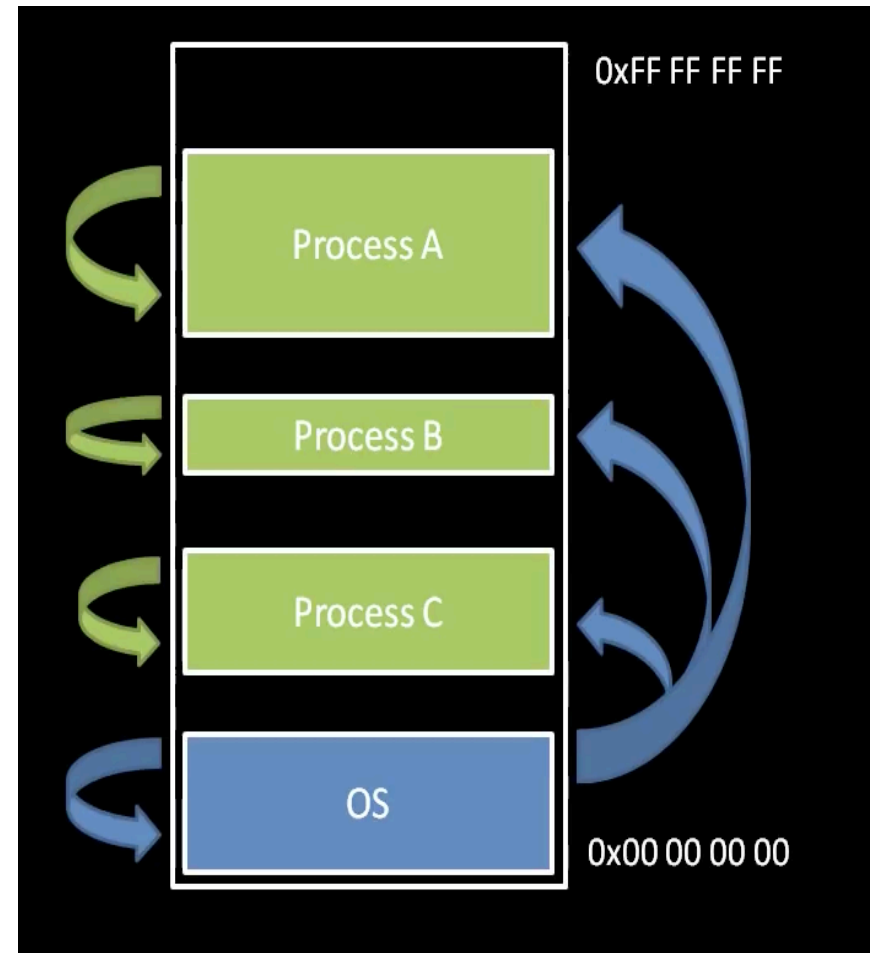 0xFF FF FF FF
Process A
Process B
Process C
OS
0x00 00 00 00